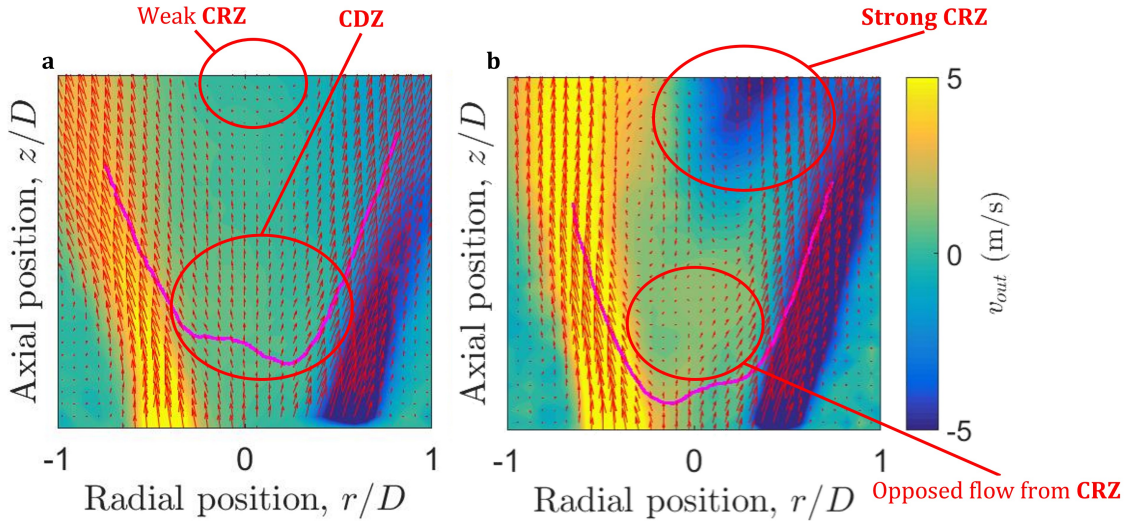 Weak CRZ
CDZ
Strong CRZ
a
b
Axial position, z/D
Axial position, z/D
5
0
-5
v_out (m/s)
-1
0
1
-1
0
1
Radial position, r/D
Radial position, r/D
Opposed flow from CRZ